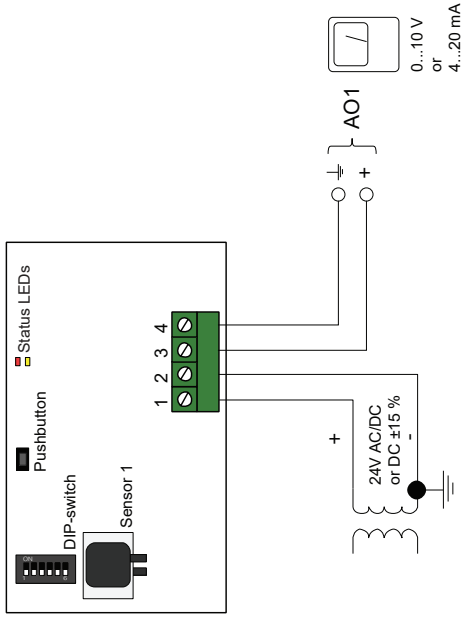 Status LEDs
Pushbutton
DIP-switch
ON
1
6
Sensor 1
1 2 3 4
+
24V AC/DC
or DC ±15 %
-
+
AO1
0...10 V
or
4...20 mA